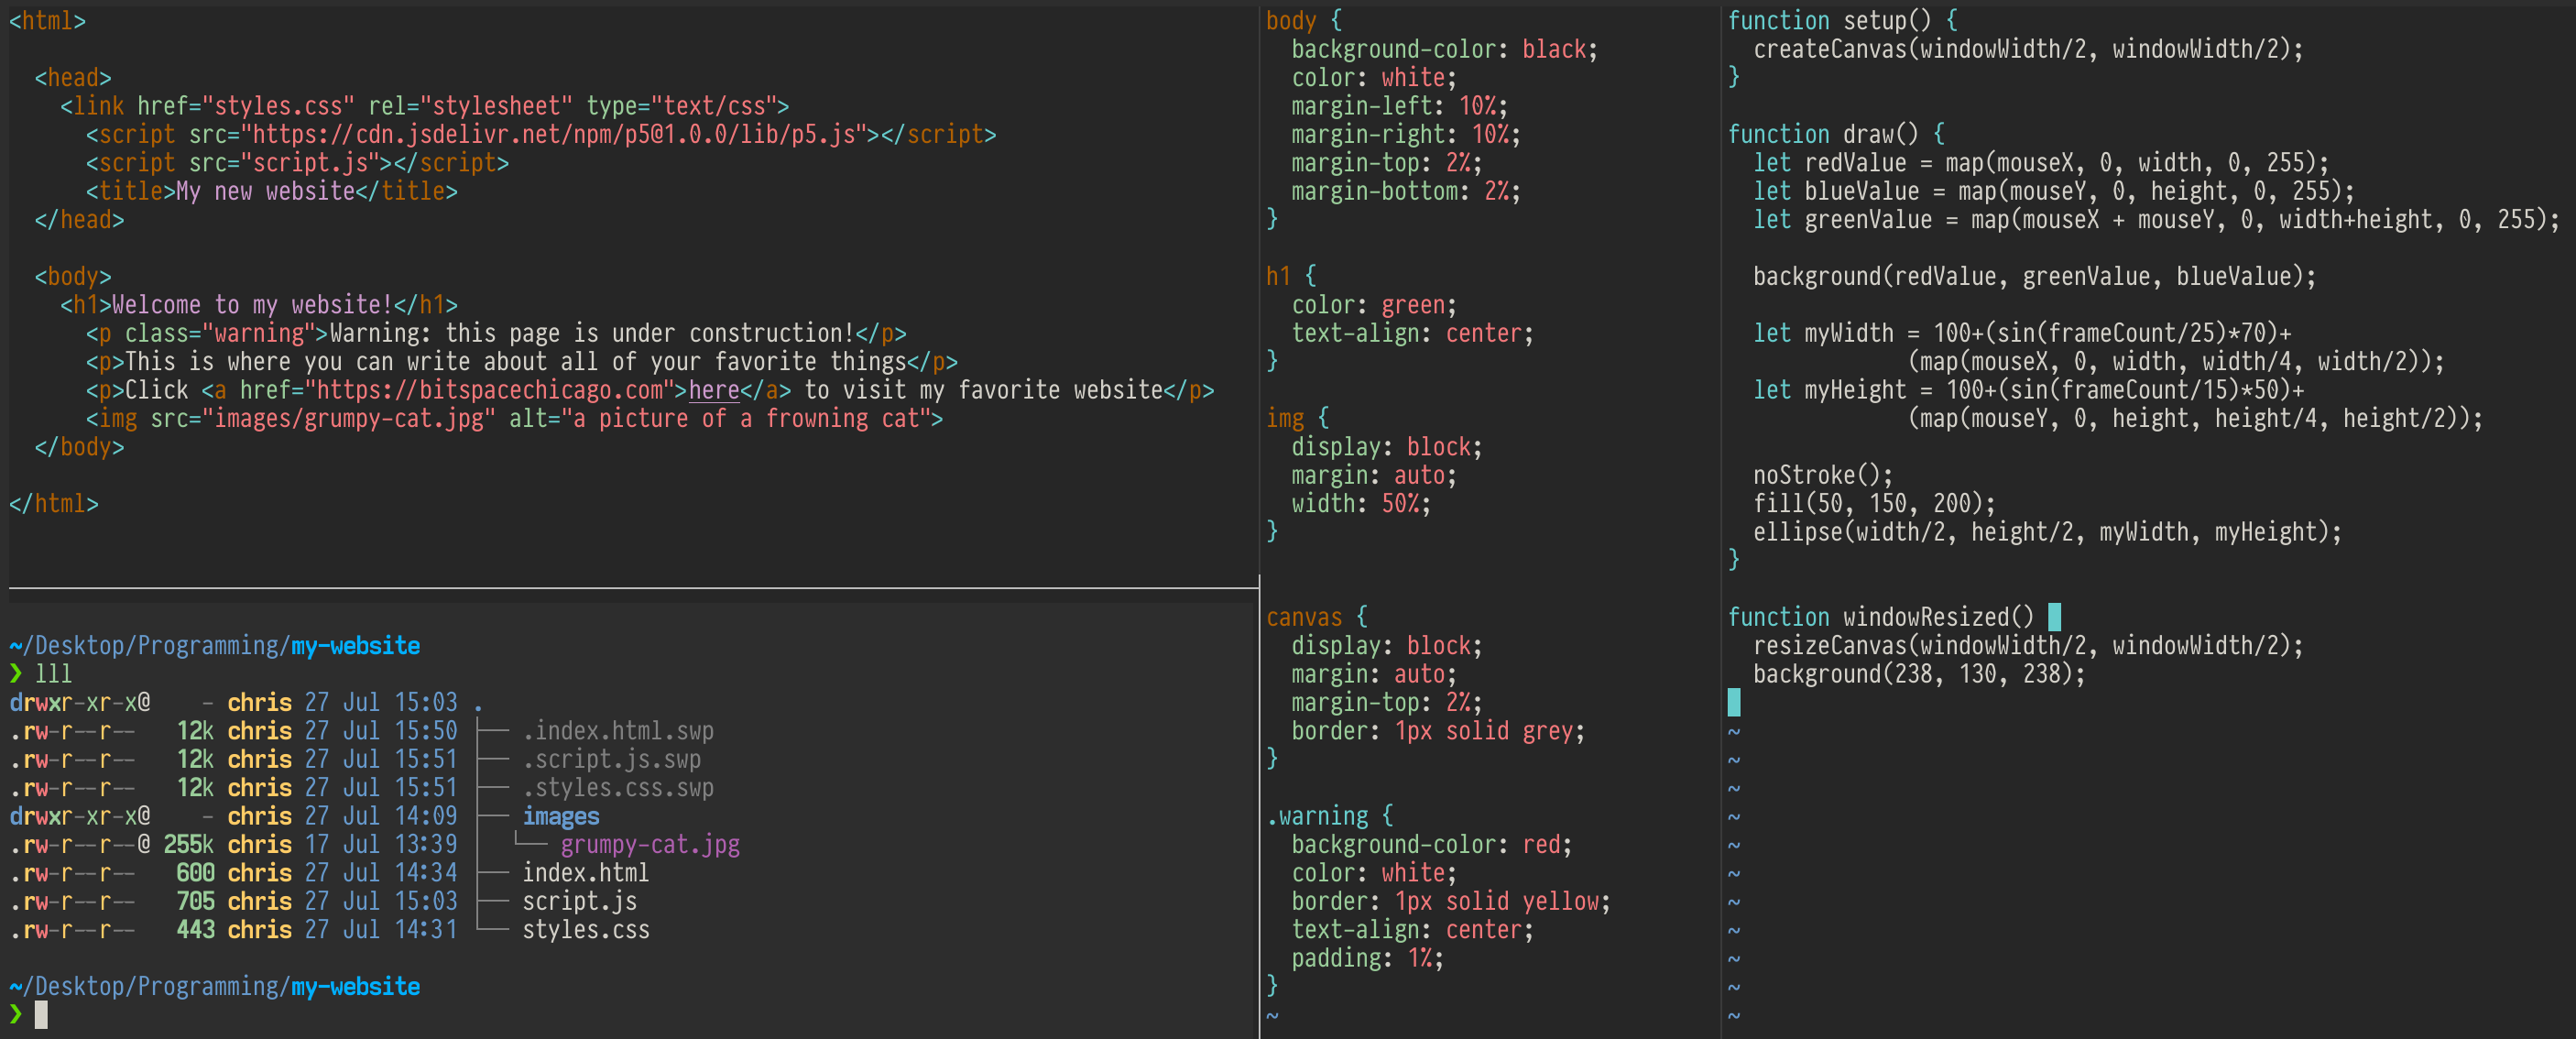 <html>

  <head>
    <link href="styles.css" rel="stylesheet" type="text/css">
      <script src="https://cdn.jsdelivr.net/npm/p5@1.0.0/lib/p5.js"></script>
      <script src="script.js"></script>
      <title>My new website</title>
  </head>

  <body>
    <h1>Welcome to my website!</h1>
      <p class="warning">Warning: this page is under construction!</p>
      <p>This is where you can write about all of your favorite things</p>
      <p>Click <a href="https://bitspacechicago.com">here</a> to visit my favorite website</p>
      <img src="images/grumpy-cat.jpg" alt="a picture of a frowning cat">
  </body>

</html>

~/Desktop/Programming/my-website
❯ lll
drwxr-xr-x@    - chris 27 Jul 15:03 .
.rw-r--r--   12k chris 27 Jul 15:50 ├── .index.html.swp
.rw-r--r--   12k chris 27 Jul 15:51 ├── .script.js.swp
.rw-r--r--   12k chris 27 Jul 15:51 ├── .styles.css.swp
drwxr-xr-x@    - chris 27 Jul 14:09 ├── images
.rw-r--r--@ 255k chris 17 Jul 13:39 │  └── grumpy-cat.jpg
.rw-r--r--   600 chris 27 Jul 14:34 ├── index.html
.rw-r--r--   705 chris 27 Jul 15:03 ├── script.js
.rw-r--r--   443 chris 27 Jul 14:31 └── styles.css

~/Desktop/Programming/my-website
❯

body {
  background-color: black;
  color: white;
  margin-left: 10%;
  margin-right: 10%;
  margin-top: 2%;
  margin-bottom: 2%;
}

h1 {
  color: green;
  text-align: center;
}

img {
  display: block;
  margin: auto;
  width: 50%;
}

canvas {
  display: block;
  margin: auto;
  margin-top: 2%;
  border: 1px solid grey;
}

.warning {
  background-color: red;
  color: white;
  border: 1px solid yellow;
  text-align: center;
  padding: 1%;
}
~

function setup() {
  createCanvas(windowWidth/2, windowWidth/2);
}

function draw() {
  let redValue = map(mouseX, 0, width, 0, 255);
  let blueValue = map(mouseY, 0, height, 0, 255);
  let greenValue = map(mouseX + mouseY, 0, width+height, 0, 255);

  background(redValue, greenValue, blueValue);

  let myWidth = 100+(sin(frameCount/25)*70)+
              (map(mouseX, 0, width, width/4, width/2));
  let myHeight = 100+(sin(frameCount/15)*50)+
              (map(mouseY, 0, height, height/4, height/2));

  noStroke();
  fill(50, 150, 200);
  ellipse(width/2, height/2, myWidth, myHeight);
}

function windowResized()
  resizeCanvas(windowWidth/2, windowWidth/2);
  background(238, 130, 238);

~
~
~
~
~
~
~
~
~
~
~